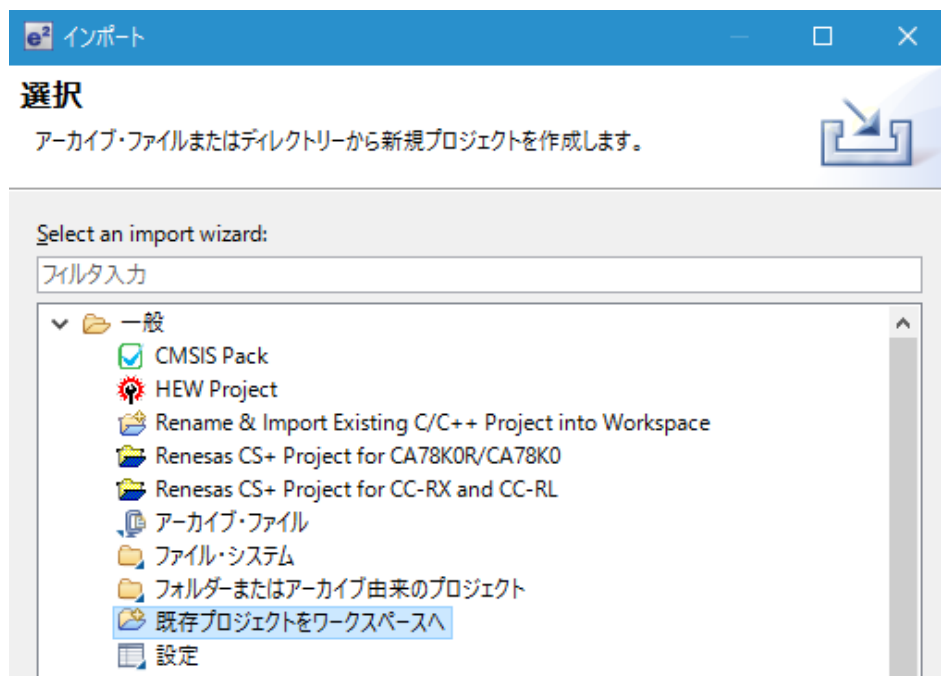 e² インポート
選択
アーカイブ・ファイルまたはディレクトリーから新規プロジェクトを作成します。
Select an import wizard:
フィルタ入力
一般
CMSIS Pack
HEW Project
Rename & Import Existing C/C++ Project into Workspace
Renesas CS+ Project for CA78K0R/CA78K0
Renesas CS+ Project for CC-RX and CC-RL
アーカイブ・ファイル
ファイル・システム
フォルダーまたはアーカイブ由来のプロジェクト
既存プロジェクトをワークスペースへ
設定